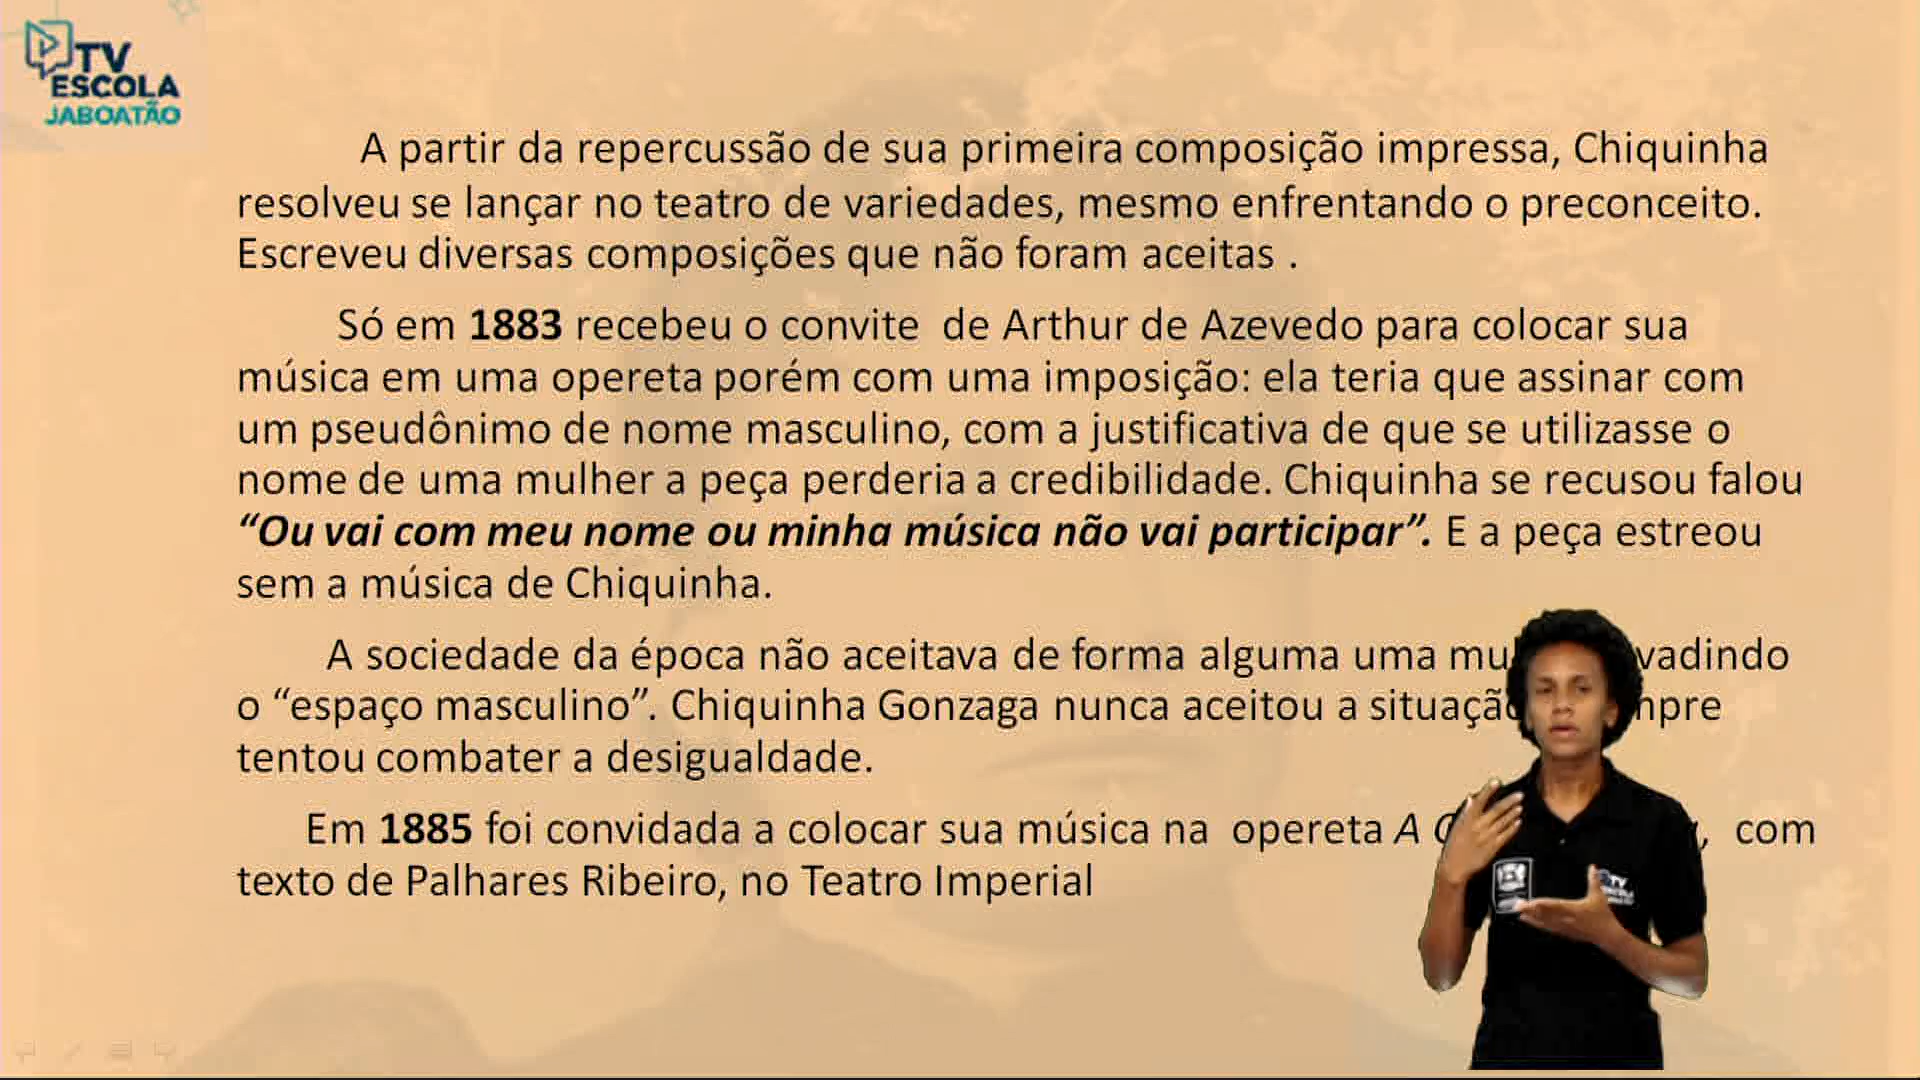 TV
ESCOLA
JABOATÃO
A partir da repercussão de sua primeira composição impressa, Chiquinha
resolveu se lançar no teatro de variedades, mesmo enfrentando o preconceito.
Escreveu diversas composições que não foram aceitas .
Só em 1883 recebeu o convite de Arthur de Azevedo para colocar sua
música em uma opereta porém com uma imposição: ela teria que assinar com
um pseudônimo de nome masculino, com a justificativa de que se utilizasse o
nome de uma mulher a peça perderia a credibilidade. Chiquinha se recusou falou
“Ou vai com meu nome ou minha música não vai participar”. E a peça estreou
sem a música de Chiquinha.
A sociedade da época não aceitava de forma alguma uma
o “espaço masculino”. Chiquinha Gonzaga nunca aceitou a
tentou combater a desigualdade.
Em 1885 foi convidada a colocar sua música na opereta A com
texto de Palhares Ribeiro, no Teatro Imperial